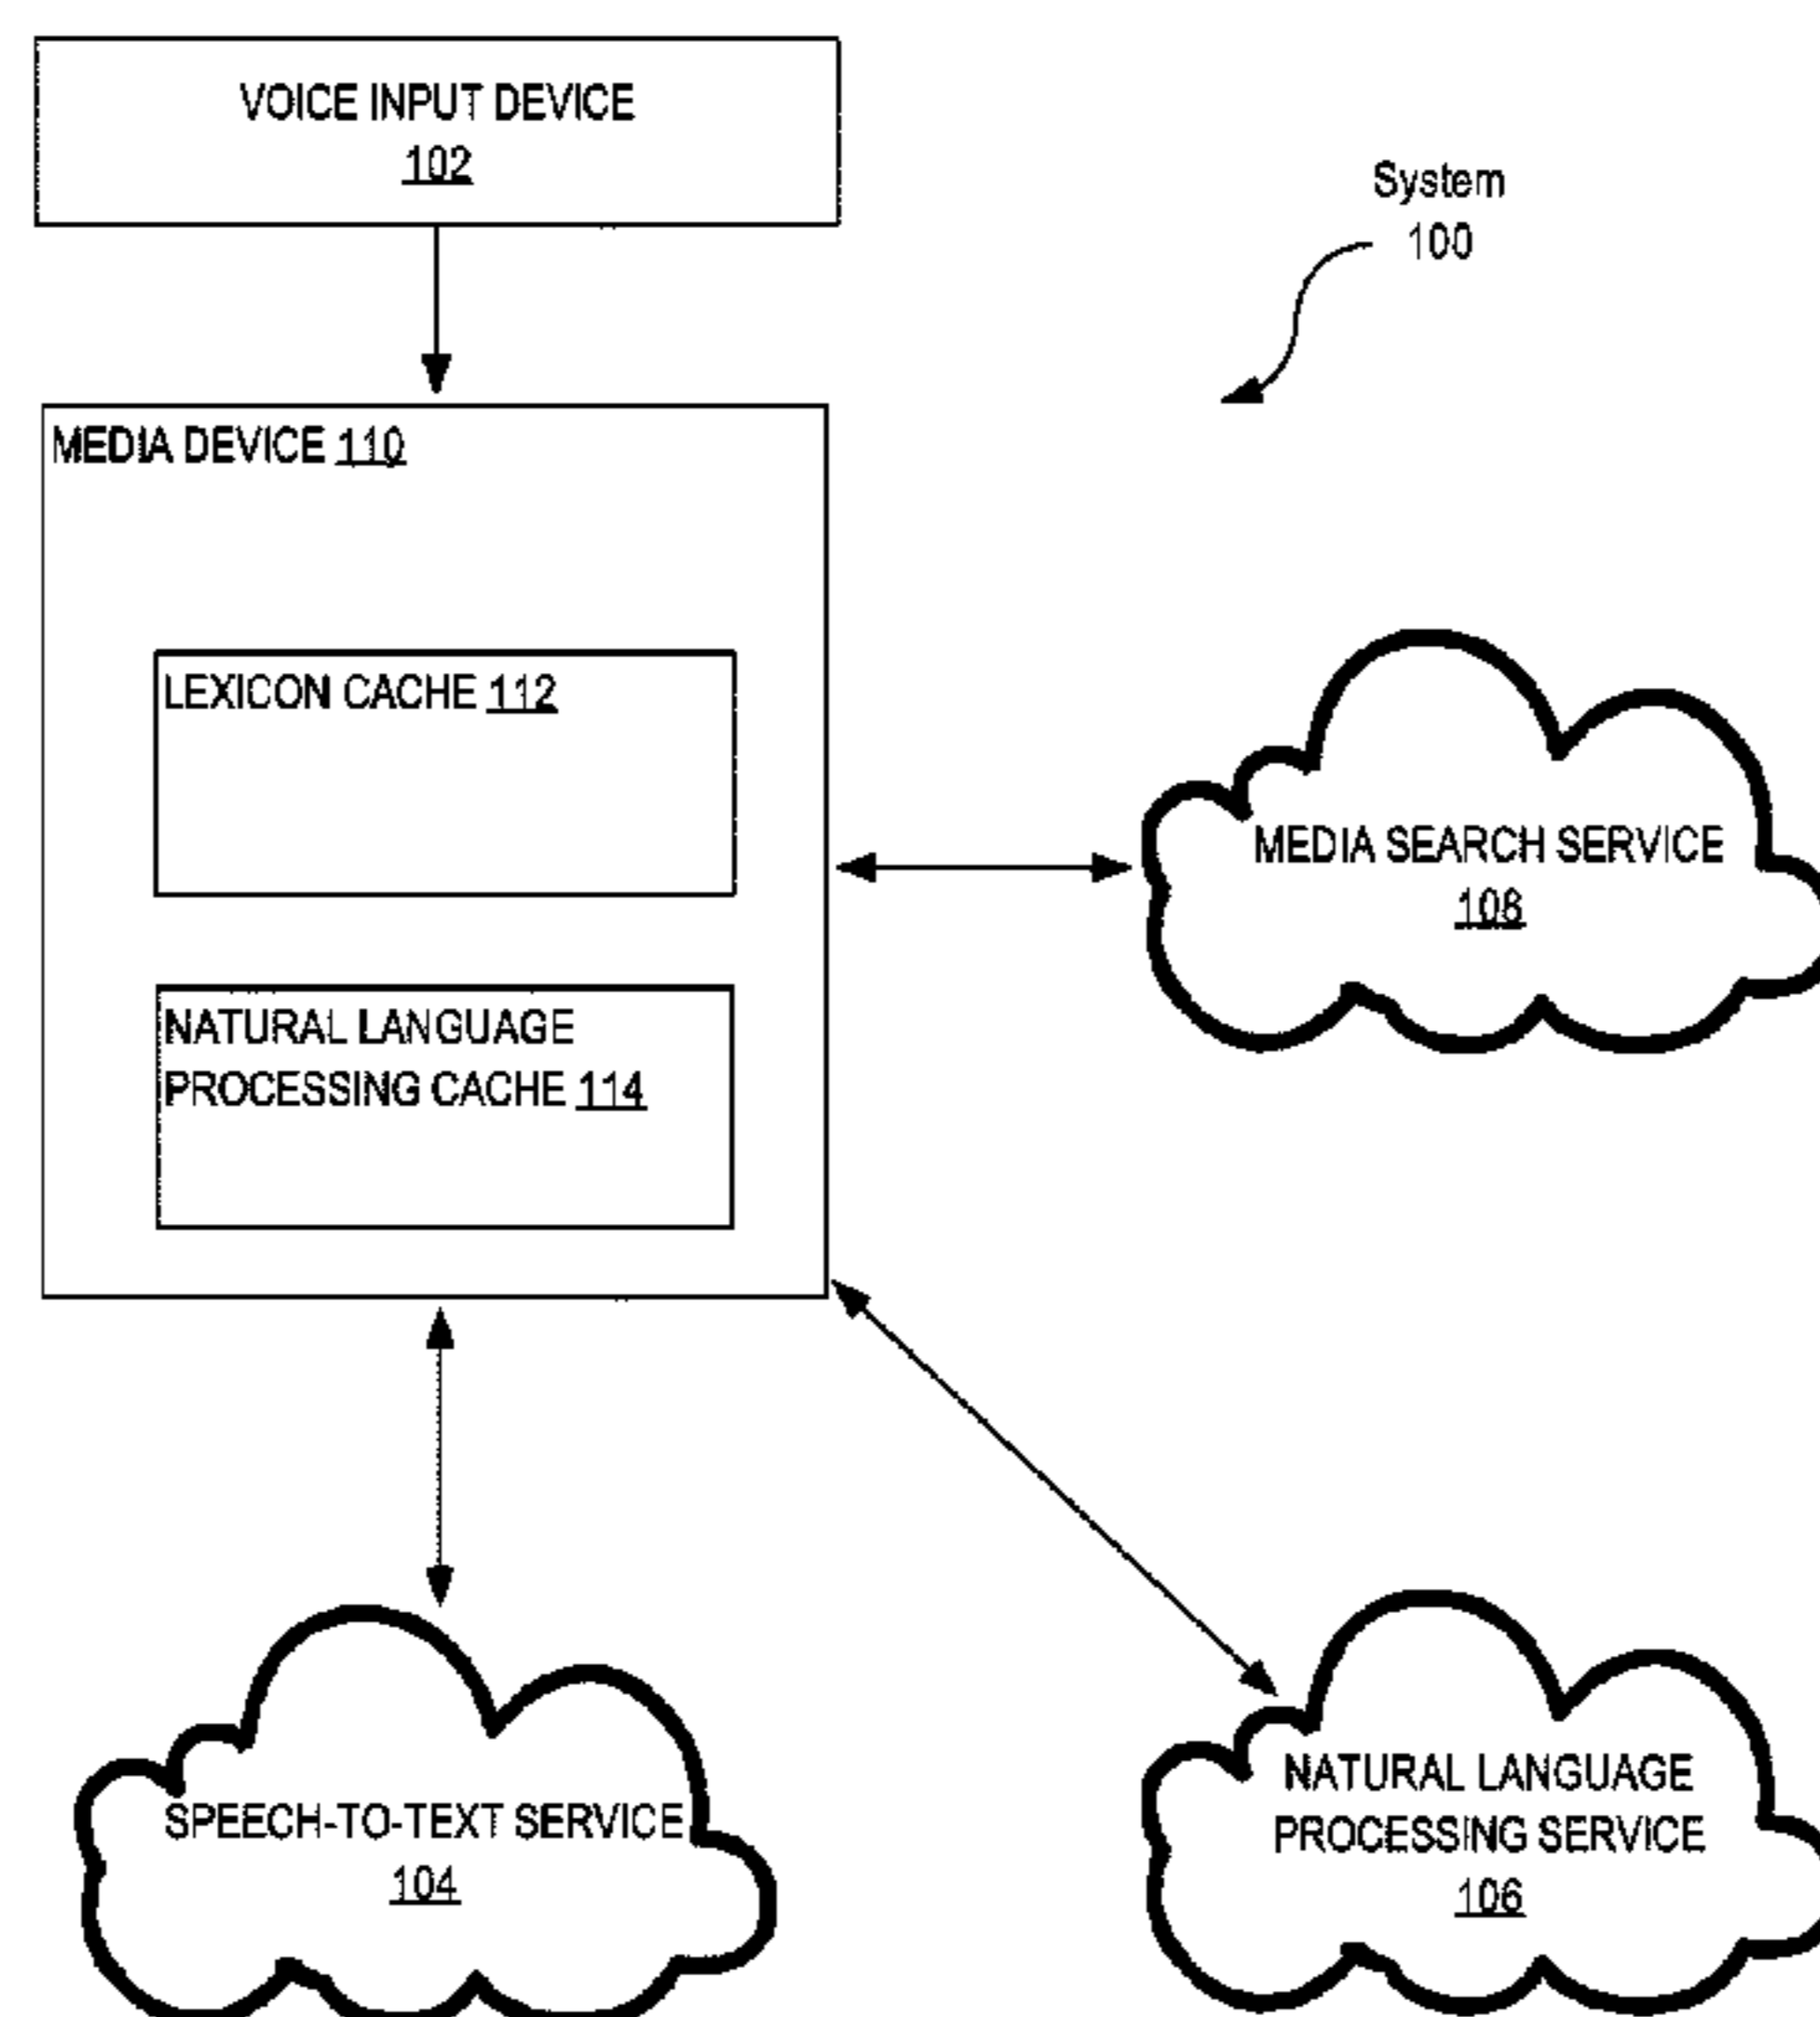 VOICE INPUT DEVICE
102
System
100
MEDIA DEVICE 110
LEXICON CACHE 112
MEDIA SEARCH SERVICE
108
NATURAL LANGUAGE
PROCESSING CACHE 114
SPEECH-TO-TEXT SERVICE
104
NATURAL LANGUAGE
PROCESSING SERVICE
106